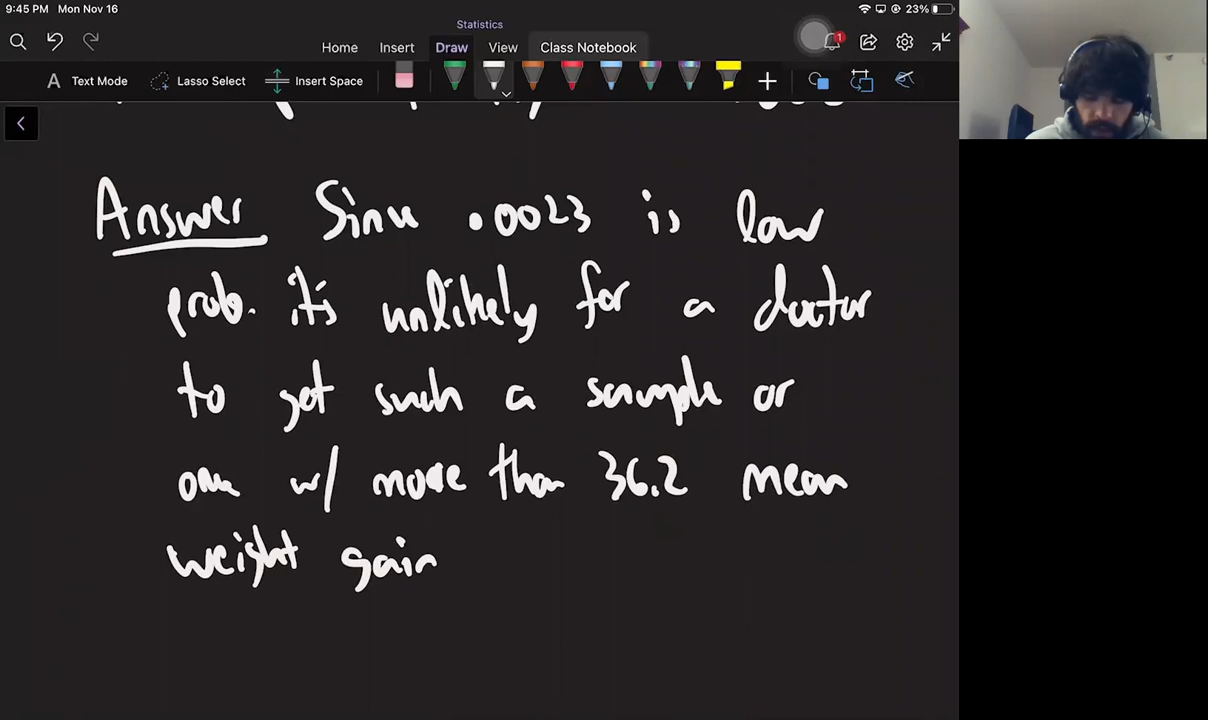 9:45 PM Mon Nov 16
23%
Statistics
Home Insert Draw View Class Notebook
1
A Text Mode Lasso Select Insert Space
Answer Since .0023 is low
prob. it's unlikely for a doctor
to get such a sample or
one w/ more than 36.2 mean
weight gain